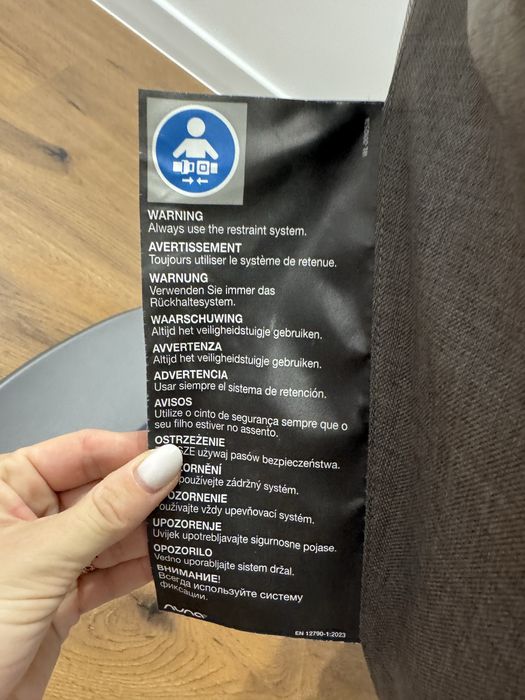 WARNING
Always use the restraint system.
AVERTISSEMENT
Toujours utiliser le système de retenue.
WARNUNG
Verwenden Sie immer das
Rückhaltesystem.
WAARSCHUWING
Altijd het veiligheidstuigje gebruiken.
AVVERTENZA
Altijd het veiligheidstuigje gebruiken.
ADVERTENCIA
Usar siempre el sistema de retención.
AVISOS
Utilize o cinto de segurança sempre que o
seu filho estiver no assento.
OSTRZEŻENIE
używaj pasów bezpieczeństwa.
používejte zádržný systém.
Používajte vždy upevňovací systém.
UPOZORENJE
Uvijek upotrebljavajte sigurnosne pojase.
OPOZORILO
Vedno uporabljajte sistem držal.
ВНИМАНИЕ!
Всегда используйте систему
фиксации.
nuna
EN 12790-1:2023